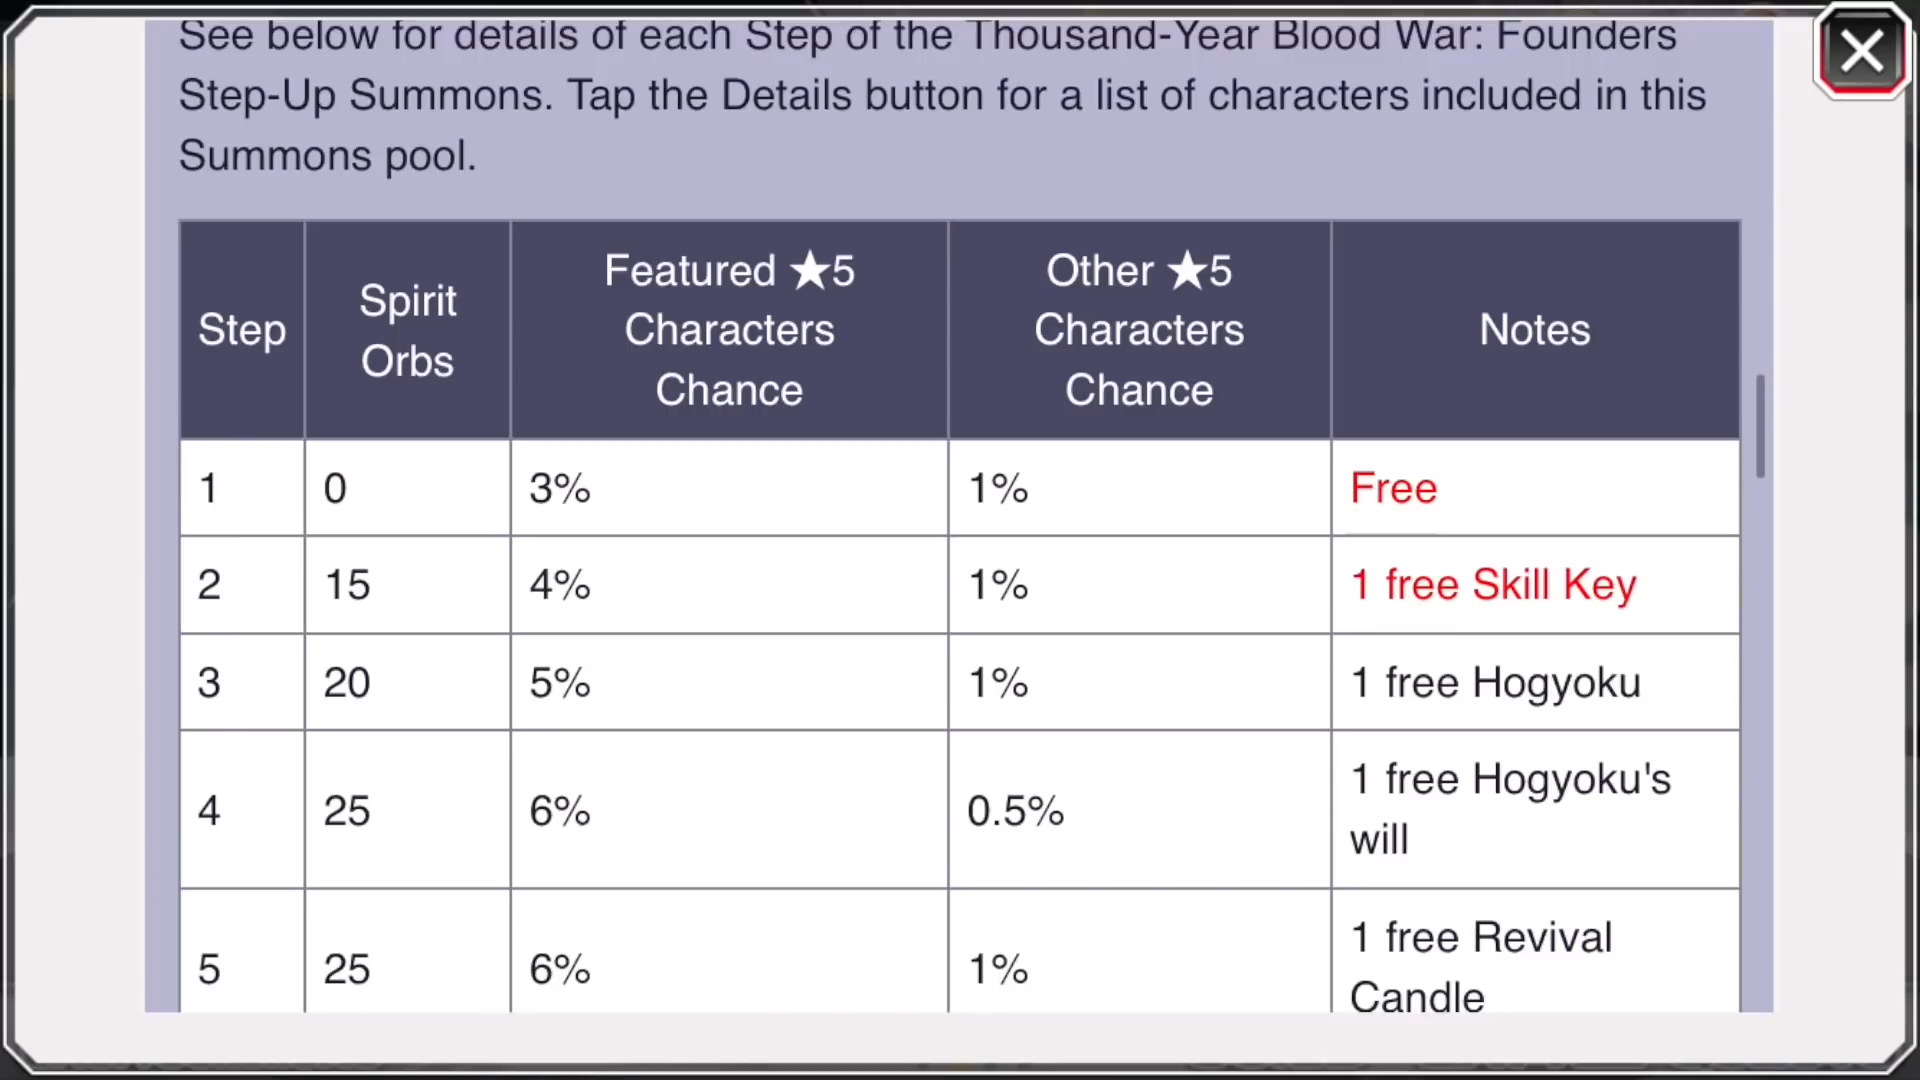 See below for details of each Step of the Thousand-Year Blood War: Founders
Step-Up Summons. Tap the Details button for a list of characters included in this
Summons pool.
Step
Spirit
Orbs
Featured ★5
Characters
Chance
Other ★5
Characters
Chance
Notes
1 0 3% 1% Free
2 15 4% 1% 1 free Skill Key
3 20 5% 1% 1 free Hogyoku
4 25 6% 0.5% 1 free Hogyoku's
will
5 25 6% 1% 1 free Revival
Candle